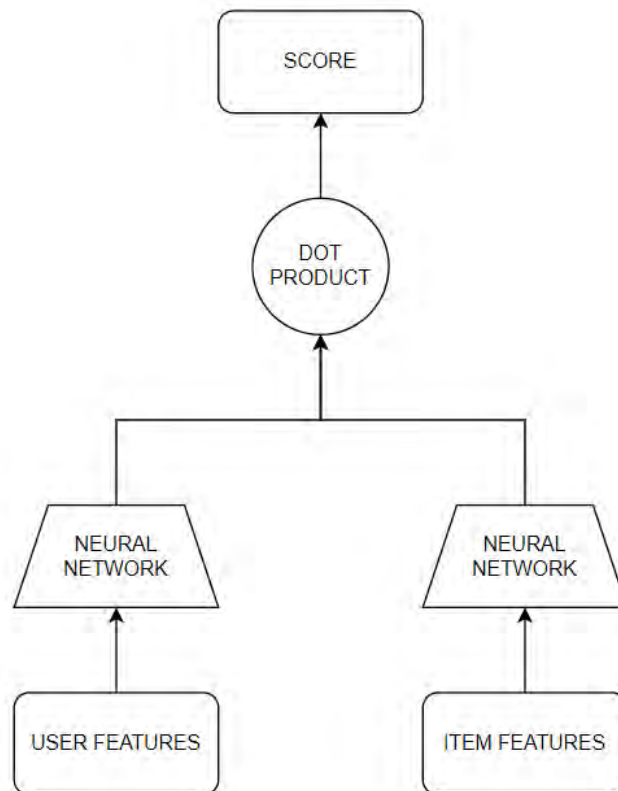 SCORE
DOT
PRODUCT
NEURAL
NETWORK
NEURAL
NETWORK
USER FEATURES
ITEM FEATURES